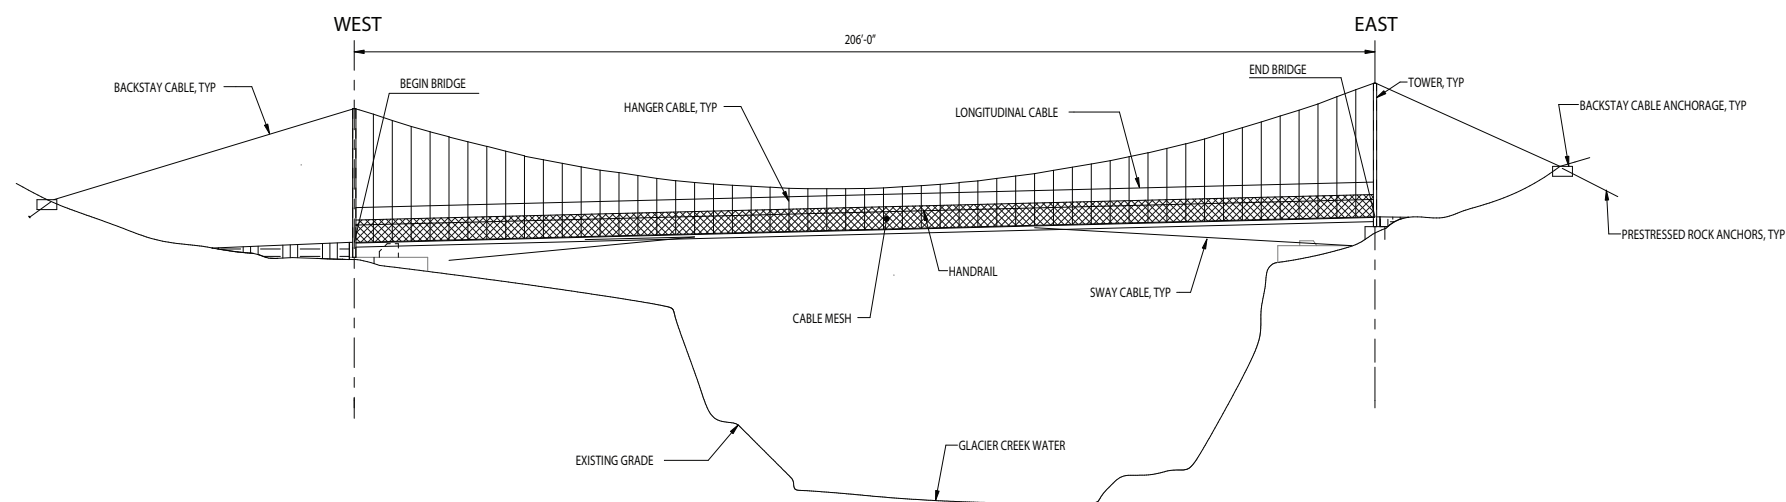 WEST
EAST
206'-0"
BACKSTAY CABLE, TYP
BEGIN BRIDGE
HANGER CABLE, TYP
LONGITUDINAL CABLE
END BRIDGE
TOWER, TYP
BACKSTAY CABLE ANCHORAGE, TYP
PRESTRESSED ROCK ANCHORS, TYP
HANDRAIL
SWAY CABLE, TYP
CABLE MESH
EXISTING GRADE
GLACIER CREEK WATER